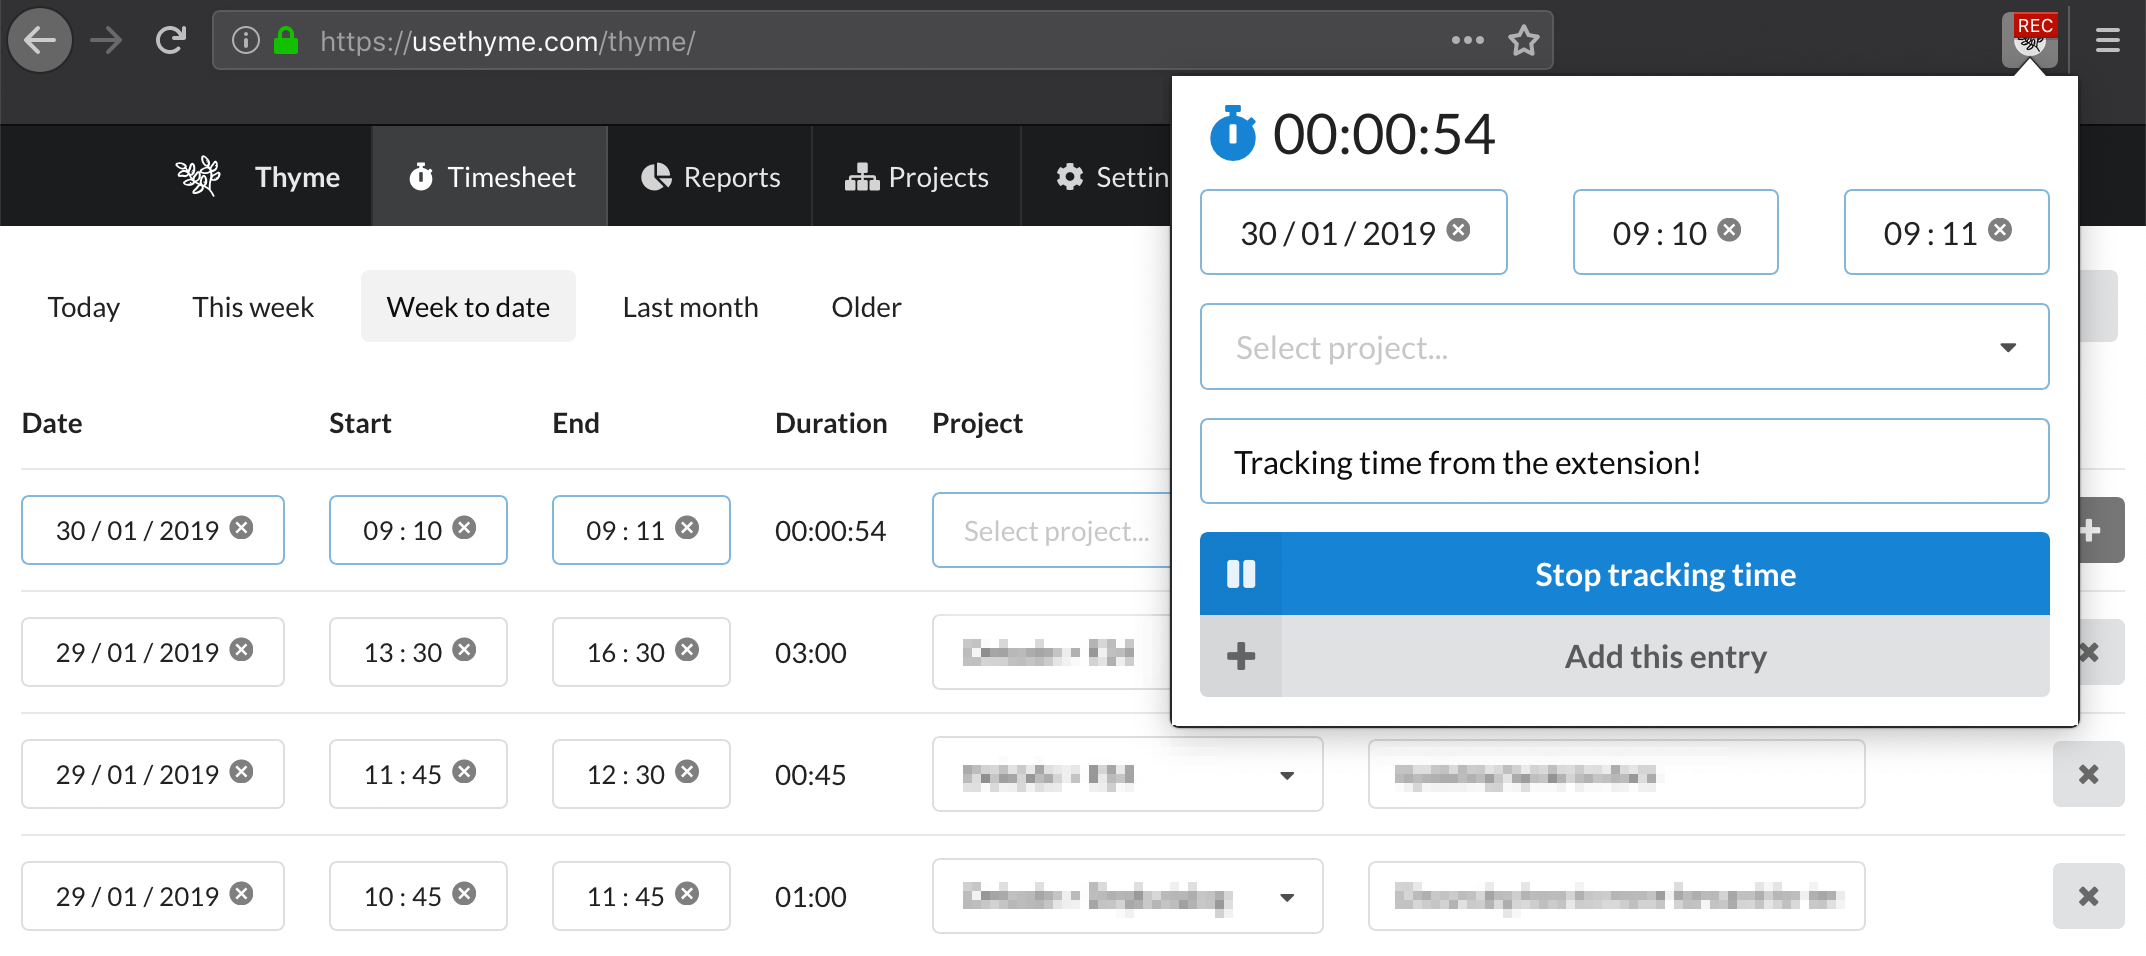 https://usethyme.com/thyme/
REC
Thyme
Timesheet
Reports
Projects
00:00:54
30 / 01 / 2019
09 : 10
09 : 11
Select project...
Tracking time from the extension!
Stop tracking time
Add this entry
Today
This week
Week to date
Last month
Older
Date Start End Duration Project
30 / 01 / 2019 09 : 10 09 : 11 00:00:54 Select project...
29 / 01 / 2019 13 : 30 16 : 30 03:00
29 / 01 / 2019 11 : 45 12 : 30 00:45
29 / 01 / 2019 10 : 45 11 : 45 01:00